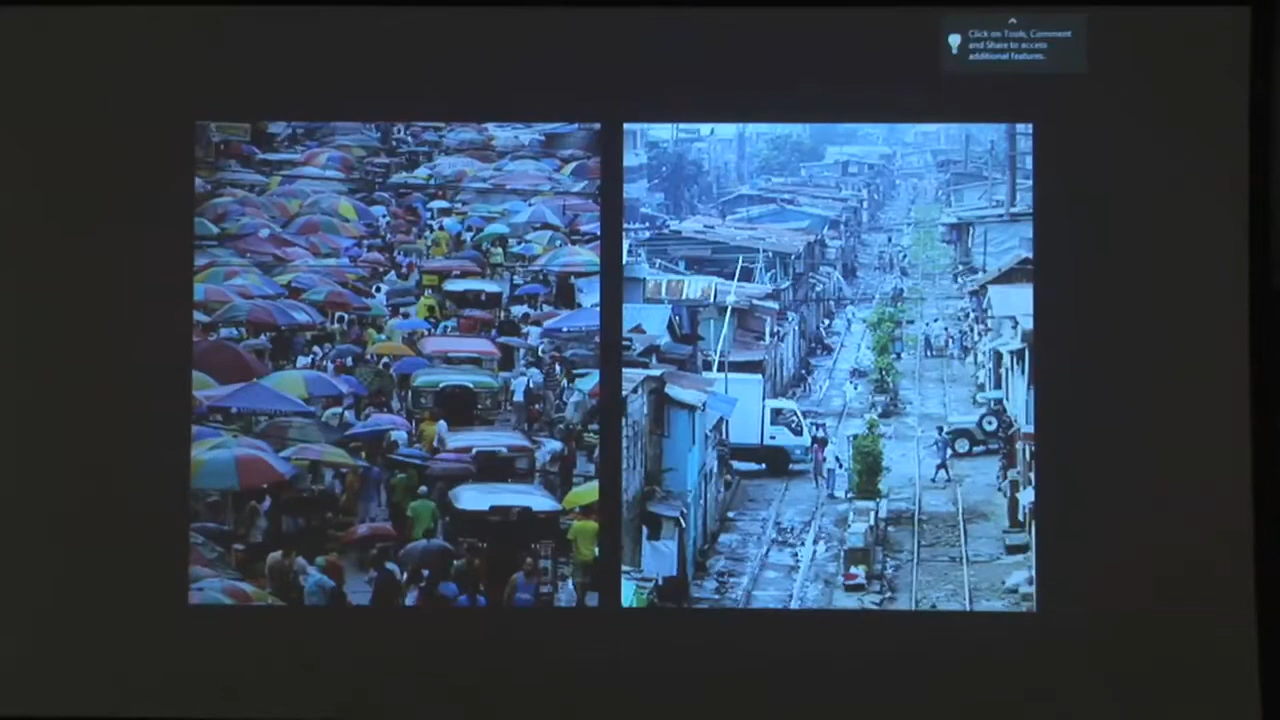 Click on Tools, Comment
and Share to access
additional features.